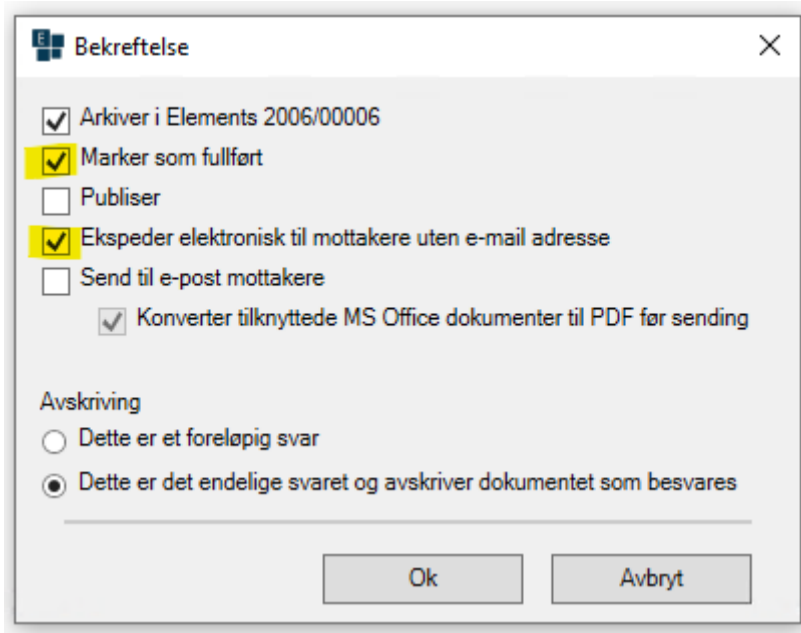 Bekreftelse
Arkiver i Elements 2006/00006
Marker som fullført
Publiser
Ekspeder elektronisk til mottakere uten e-mail adresse
Send til e-post mottakere
Konverter tilknyttede MS Office dokumenter til PDF før sending
Avskriving
Dette er et foreløpig svar
Dette er det endelige svaret og avskriver dokumentet som besvares
Ok Avbryt